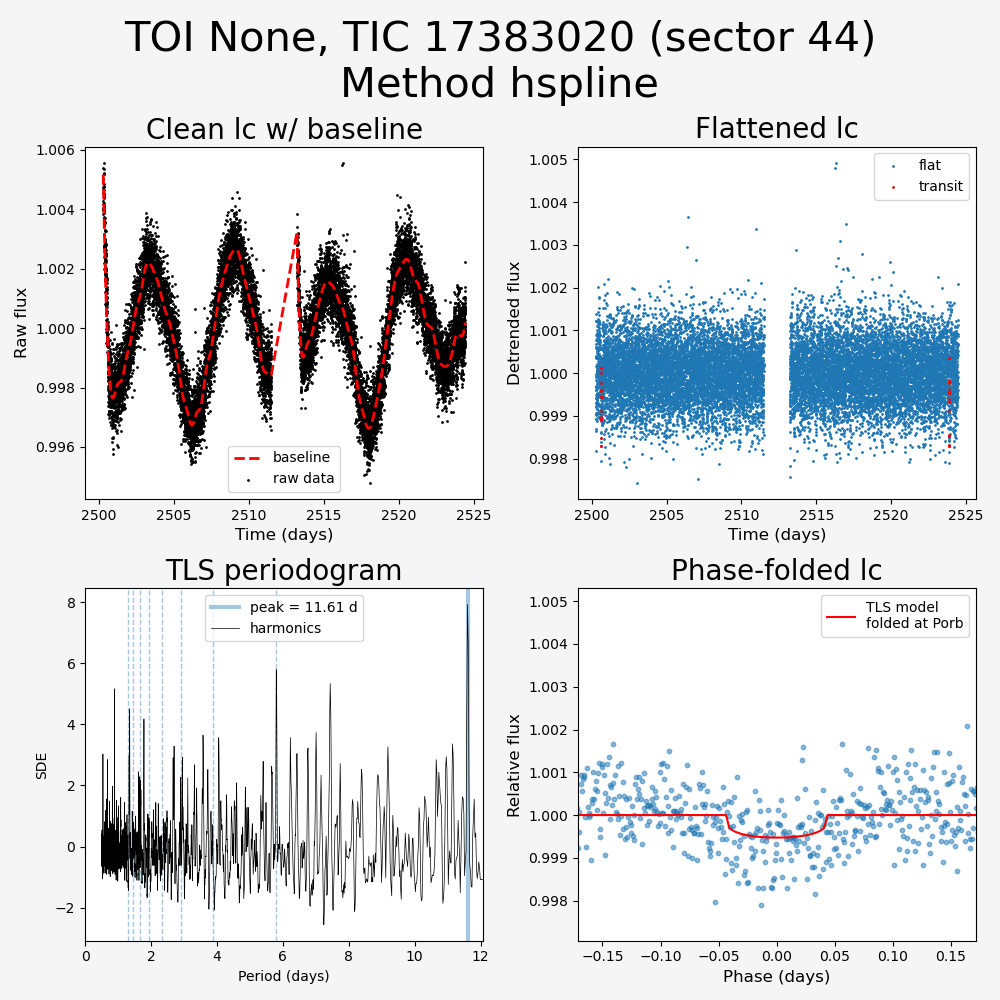 TOI None, TIC 17383020 (sector 44)
Method hspline
Clean lc w/ baseline
Raw flux
1.006
1.004
1.002
1.000
0.998
0.996
baseline
raw data
2500
2505
2510
2515
2520
2525
Time (days)
Flattened lc
Detrended flux
1.005
1.004
1.003
1.002
1.001
1.000
0.999
0.998
flat
transit
2500
2505
2510
2515
2520
2525
Time (days)
TLS periodogram
SDE
8
6
4
2
0
−2
peak = 11.61 d
harmonics
0
2
4
6
8
10
12
Period (days)
Phase-folded lc
Relative flux
1.005
1.004
1.003
1.002
1.001
1.000
0.999
0.998
TLS model
folded at Porb
−0.15
−0.10
−0.05
0.00
0.05
0.10
0.15
Phase (days)